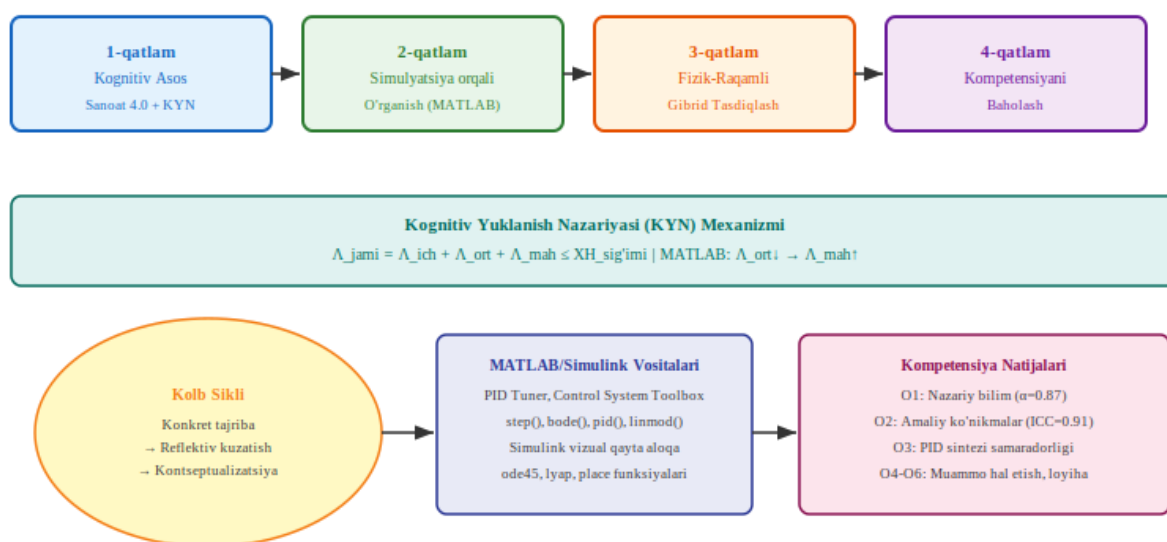 1-qatlam
Kognitiv Asos
Sanoat 4.0 + KYN
2-qatlam
Simulyatsiya orqali
O'rganish (MATLAB)
3-qatlam
Fizik-Raqamli
Gibrid Tasdiqlash
4-qatlam
Kompetensiyani
Baholash
Kognitiv Yuklanish Nazariyasi (KYN) Mexanizmi
Λ_jami = Λ_ich + Λ_ort + Λ_mah ≤ XH_sig'imi | MATLAB: Λ_ort↓ → Λ_mah↑
Kolb Sikli
Konkret tajriba
→ Reflektiv kuzatish
→ Kontseptualizatsiya
MATLAB/Simulink Vositalari
PID Tuner, Control System Toolbox
step(), bode(), pid(), linmod()
Simulink vizual qayta aloqa
ode45, lyap, place funksiyalari
Kompetensiya Natijalari
O1: Nazariy bilim (α=0.87)
O2: Amaliy ko'nikmalar (ICC=0.91)
O3: PID sintezi samaradorligi
O4-O6: Muammo hal etish, loyiha